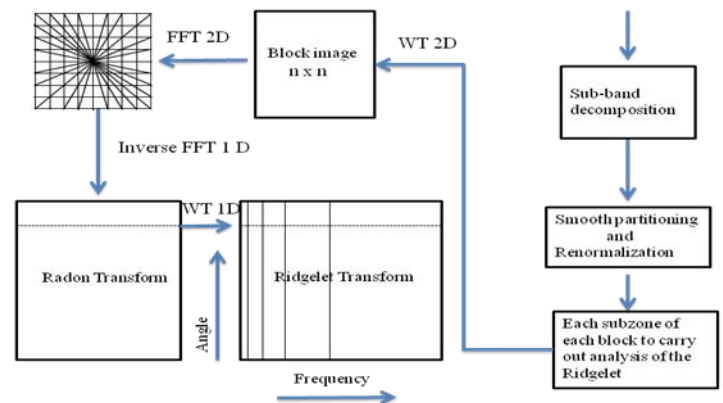 FFT 2D
Block image
n x n
WT 2D
Sub-band
decomposition
Inverse FFT 1 D
WT 1D
Smooth partitioning
and
Renormalization
Radon Transform
Ridgelet Transform
Angle
Each subzone of
each block to carry
out analysis of the
Ridgelet
Frequency